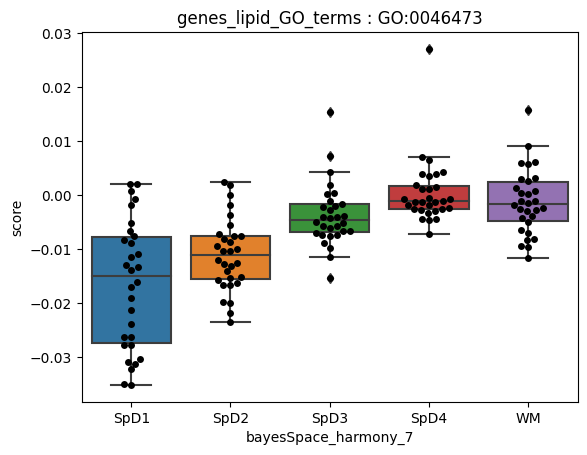 genes_lipid_GO_terms : GO:0046473
0.03
0.02
0.01
0.00
−0.01
−0.02
−0.03
score
SpD1 SpD2 SpD3 SpD4 WM
bayesSpace_harmony_7